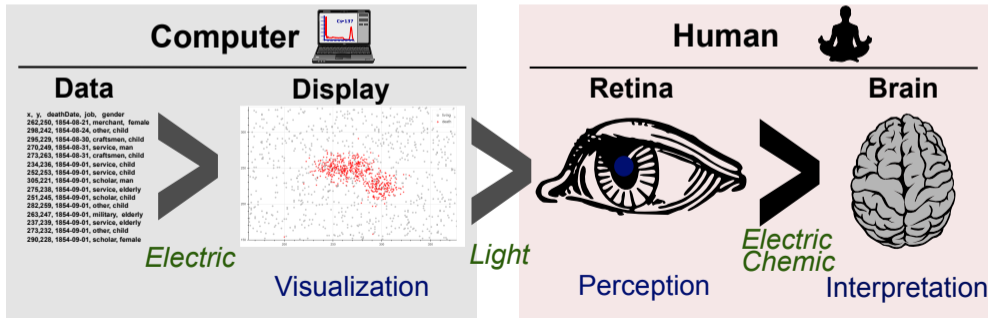 Computer
Cs-137
Human
Data
Display
Retina
Brain
x, y, deathDate, job, gender
262,250, 1854-08-21, merchant, female
298,242, 1854-08-24, other, child
295,229, 1854-08-30, craftsmen, child
270,249, 1854-08-31, service, man
273,263, 1854-08-31, craftsmen, child
234,236, 1854-09-01, service, child
252,253, 1854-09-01, service, child
305,221, 1854-09-01, scholar, man
275,238, 1854-09-01, service, elderly
251,245, 1854-09-01, scholar, child
282,259, 1854-09-01, other, child
263,247, 1854-09-01, military, elderly
237,239, 1854-09-01, service, elderly
273,232, 1854-09-01, other, child
290,228, 1854-09-01, scholar, female
Electric
Light
Electric
Chemic
Visualization
Perception
Interpretation